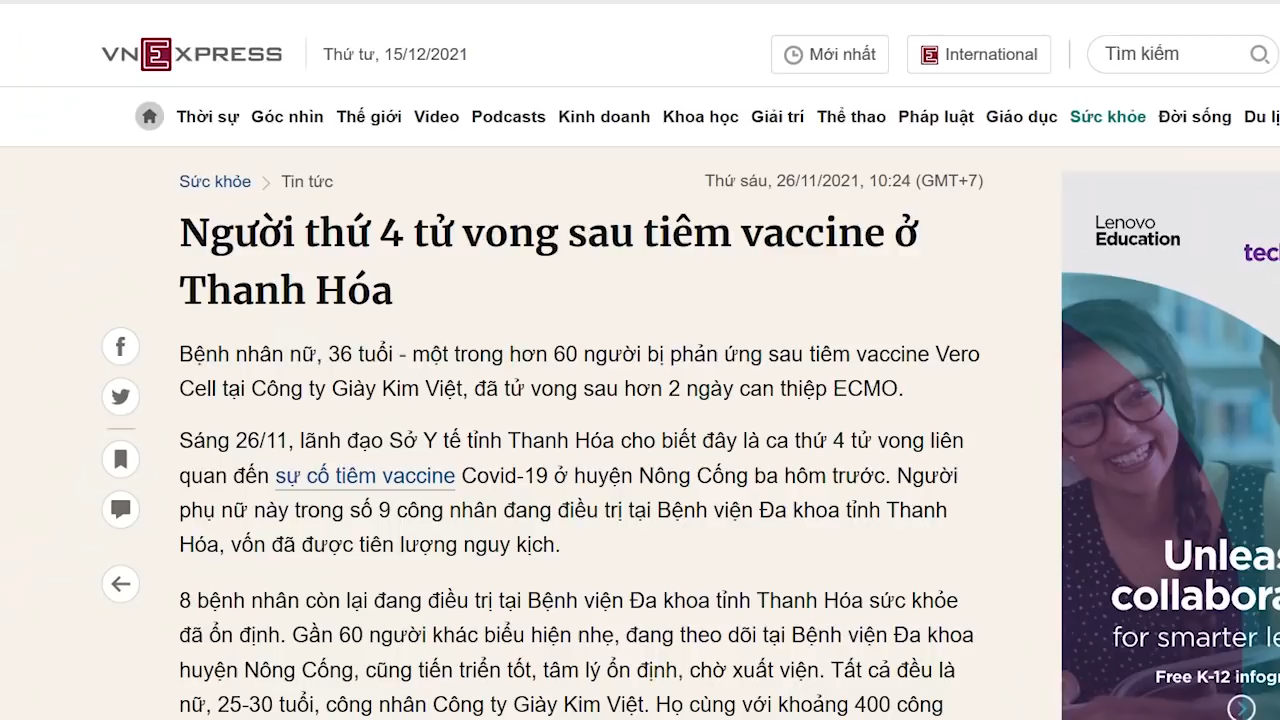 VNEXPRESS
Thứ tư, 15/12/2021
Mới nhất
International
Tìm kiếm
Thời sự Góc nhìn Thế giới Video Podcasts Kinh doanh Khoa học Giải trí Thể thao Pháp luật Giáo dục Sức khỏe Đời sống Du
Sức khỏe > Tin tức
Thứ sáu, 26/11/2021, 10:24 (GMT+7)
Người thứ 4 tử vong sau tiêm vaccine ở
Thanh Hóa
Bệnh nhân nữ, 36 tuổi - một trong hơn 60 người bị phản ứng sau tiêm vaccine Vero
Cell tại Công ty Giày Kim Việt, đã tử vong sau hơn 2 ngày can thiệp ECMO.
Sáng 26/11, lãnh đạo Sở Y tế tỉnh Thanh Hóa cho biết đây là ca thứ 4 tử vong liên
quan đến sự cố tiêm vaccine Covid-19 ở huyện Nông Cống ba hôm trước. Người
phụ nữ này trong số 9 công nhân đang điều trị tại Bệnh viện Đa khoa tỉnh Thanh
Hóa, vốn đã được tiên lượng nguy kịch.
8 bệnh nhân còn lại đang điều trị tại Bệnh viện Đa khoa tỉnh Thanh Hóa sức khỏe
đã ổn định. Gần 60 người khác biểu hiện nhẹ, đang theo dõi tại Bệnh viện Đa khoa
huyện Nông Cống, cũng tiến triển tốt, tâm lý ổn định, chờ xuất viện. Tất cả đều là
nữ, 25-30 tuổi, công nhân Công ty Giày Kim Việt. Họ cùng với khoảng 400 công
Lenovo
Education
tec
Unleas
collabora
for smarter le
Free K-12 infogr